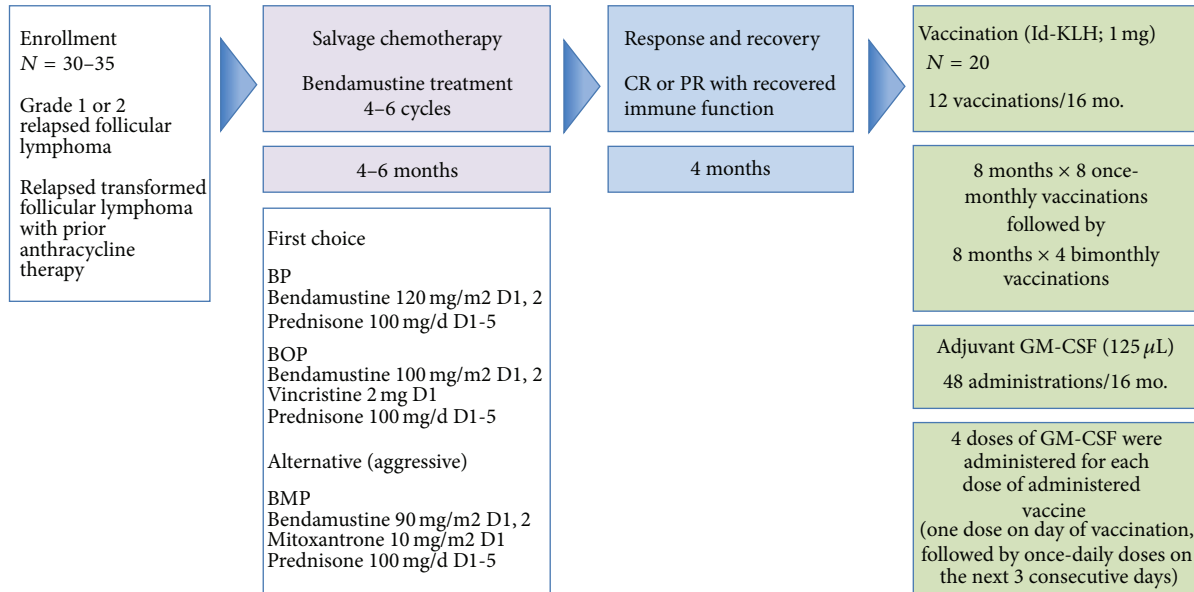 Enrollment
N = 30–35
Grade 1 or 2
relapsed follicular
lymphoma
Relapsed transformed
follicular lymphoma
with prior
anthracycline
therapy
Salvage chemotherapy
Bendamustine treatment
4–6 cycles
4–6 months
First choice
BP
Bendamustine 120 mg/m2 D1, 2
Prednisone 100 mg/d D1-5
BOP
Bendamustine 100 mg/m2 D1, 2
Vincristine 2 mg D1
Prednisone 100 mg/d D1-5
Alternative (aggressive)
BMP
Bendamustine 90 mg/m2 D1, 2
Mitoxantrone 10 mg/m2 D1
Prednisone 100 mg/d D1-5
Response and recovery
CR or PR with recovered
immune function
4 months
Vaccination (Id-KLH; 1 mg)
N = 20
12 vaccinations/16 mo.
8 months × 8 once-
monthly vaccinations
followed by
8 months × 4 bimonthly
vaccinations
Adjuvant GM-CSF (125 μL)
48 administrations/16 mo.
4 doses of GM-CSF were
administered for each
dose of administered
vaccine
(one dose on day of vaccination,
followed by once-daily doses on
the next 3 consecutive days)